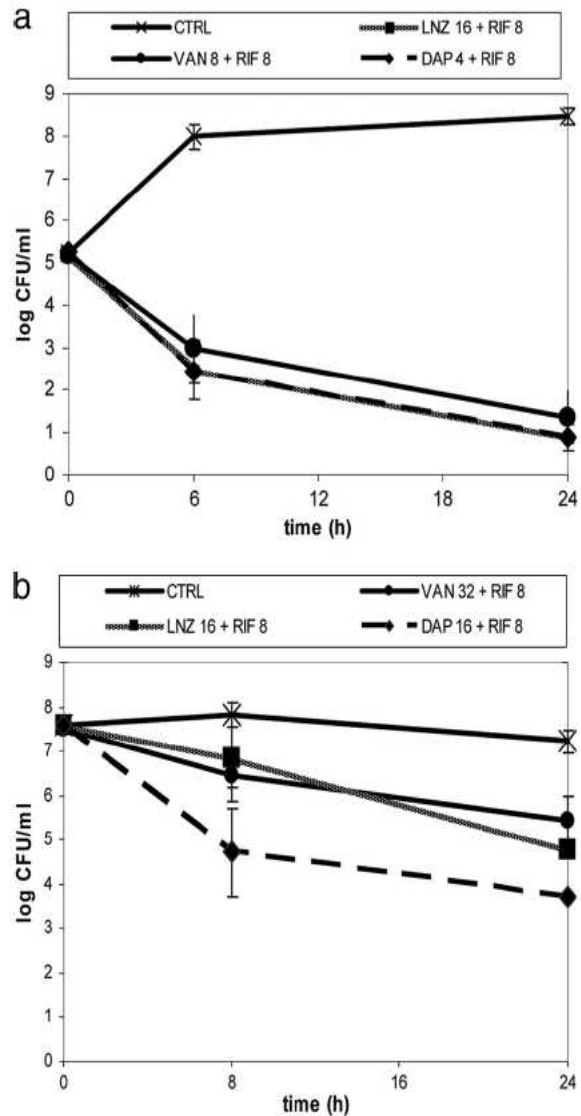 a
CTRL LNZ 16 + RIF 8
VAN 8 + RIF 8 DAP 4 + RIF 8
9
8
7
6
5
4
3
2
1
0
log CFU/ml
0 6 12 18 24
time (h)
b
CTRL VAN 32 + RIF 8
LNZ 16 + RIF 8 DAP 16 + RIF 8
9
8
7
6
5
4
3
2
1
0
log CFU/ml
0 8 16 24
time (h)